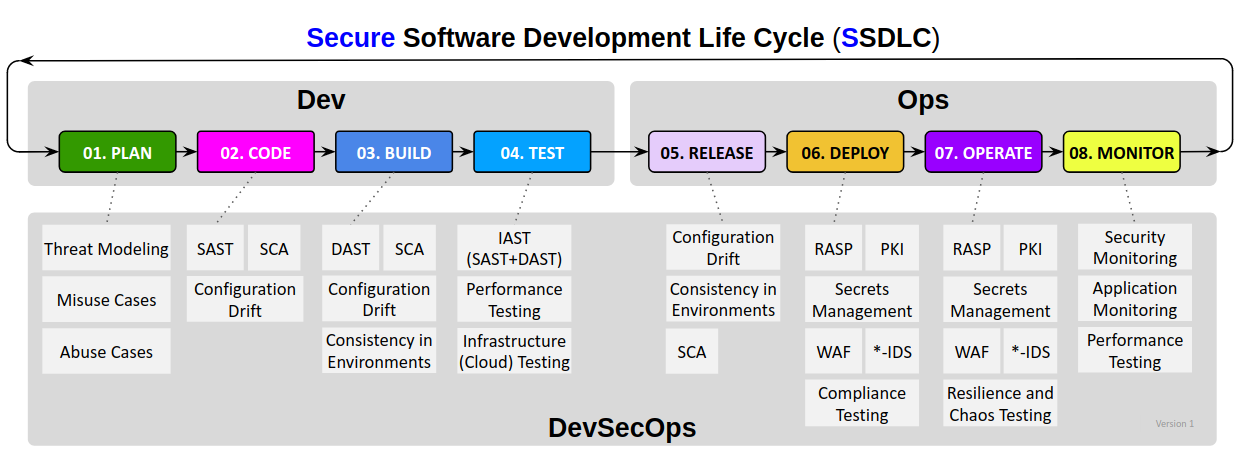 Secure Software Development Life Cycle (SSDLC)
Dev
Ops
01. PLAN
02. CODE
03. BUILD
04. TEST
05. RELEASE
06. DEPLOY
07. OPERATE
08. MONITOR
Threat Modeling
Misuse Cases
Abuse Cases
SAST
SCA
Configuration
Drift
DAST
SCA
Configuration
Drift
Consistency in
Environments
IAST
(SAST+DAST)
Performance
Testing
Infrastructure
(Cloud) Testing
Configuration
Drift
Consistency in
Environments
SCA
RASP
PKI
Secrets
Management
WAF
*-IDS
Compliance
Testing
RASP
PKI
Secrets
Management
WAF
*-IDS
Resilience and
Chaos Testing
Security
Monitoring
Application
Monitoring
Performance
Testing
DevSecOps
Version 1